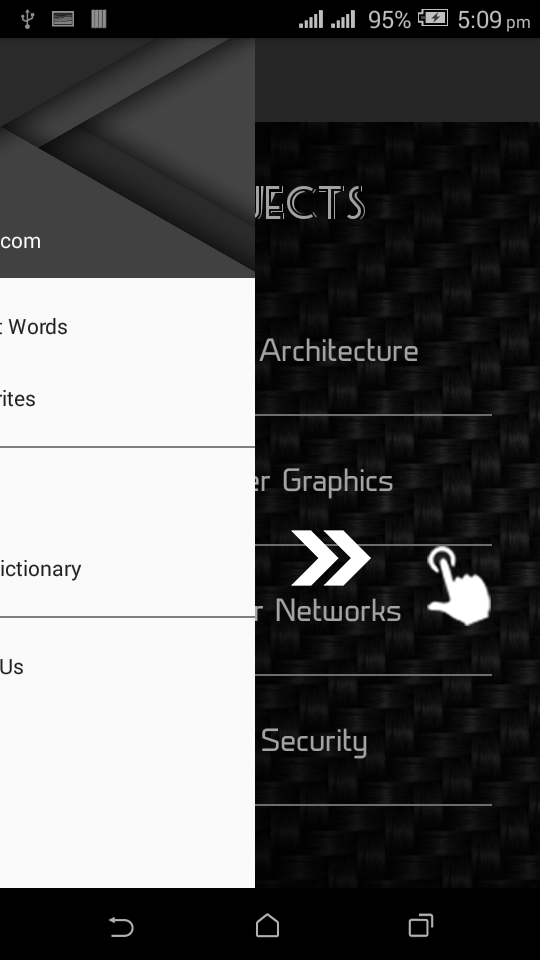 95% 5:09 pm
JECTS
com
t Words
Architecture
rites
er Graphics
ictionary
r Networks
Us
Security